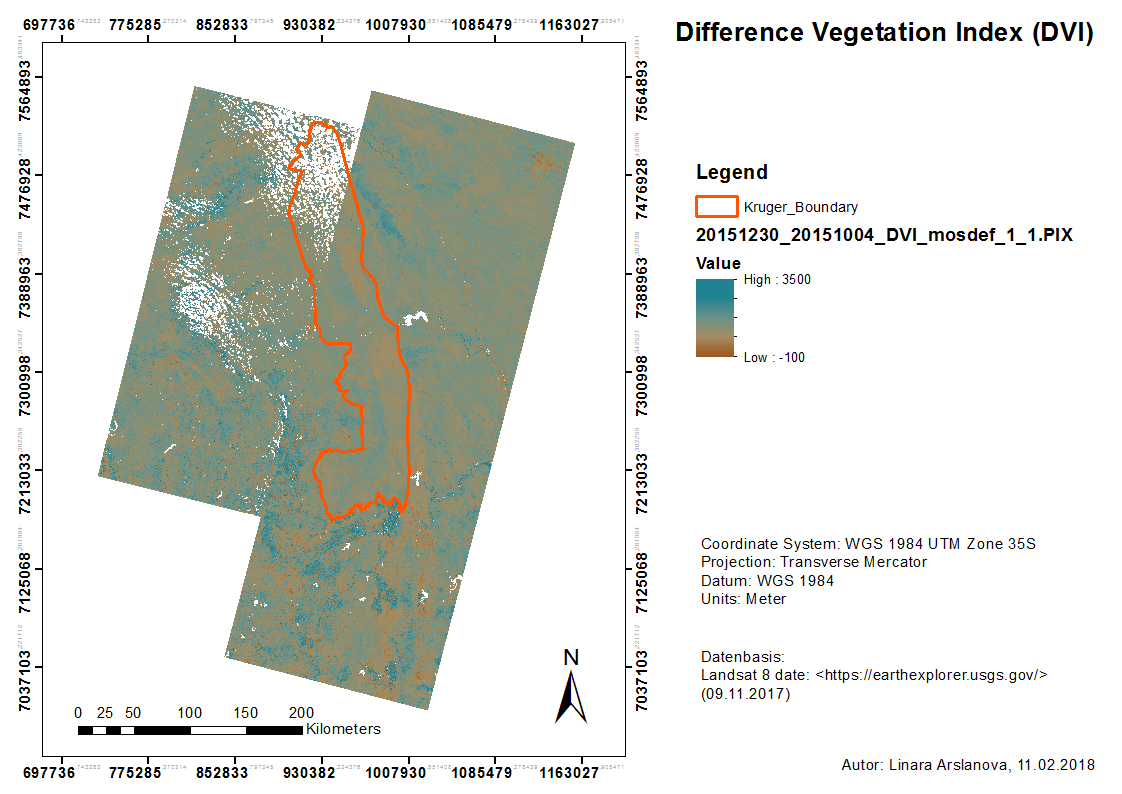 697736 775285 852833 930382 1007930 1085479 1163027
Difference Vegetation Index (DVI)
7564893
7476928
7388963
7300998
7213033
7125068
7037103
7564893
7476928
7388963
7300998
7213033
7125068
7037103
Legend
Kruger_Boundary
20151230_20151004_DVI_mosdef_1_1.PIX
Value
High : 3500
Low : -100
Coordinate System: WGS 1984 UTM Zone 35S
Projection: Transverse Mercator
Datum: WGS 1984
Units: Meter
Datenbasis:
Landsat 8 date: <https://earthexplorer.usgs.gov/>
(09.11.2017)
N
0 25 50 100 150 200
Kilometers
697736 775285 852833 930382 1007930 1085479 1163027
Autor: Linara Arslanova, 11.02.2018